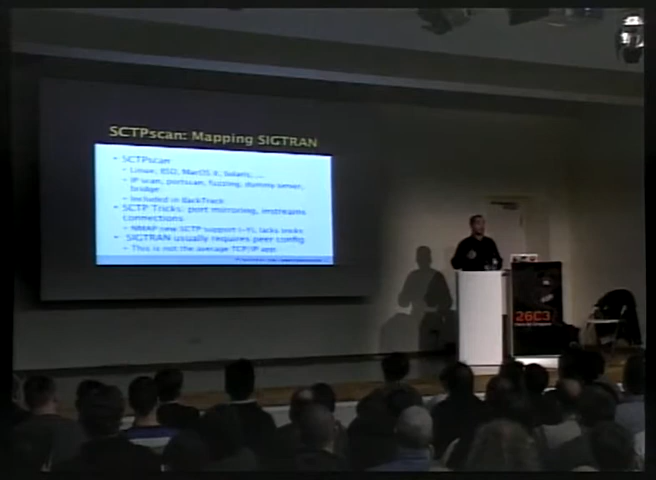 SCTPscan: Mapping SIGTRAN
• SCTPscan
– Linux, BSD, MacOS X, Solaris, ...
– IP scan, portscan, fuzzing, dummy server,
bridge
– Included in BackTrack
• SCTP Tricks: port mirroring, instreams
connections
– NMAP new SCTP support (-Y), lacks tricks
• SIGTRAN usually requires peer config
– This is not the average TCP/IP app
26C3